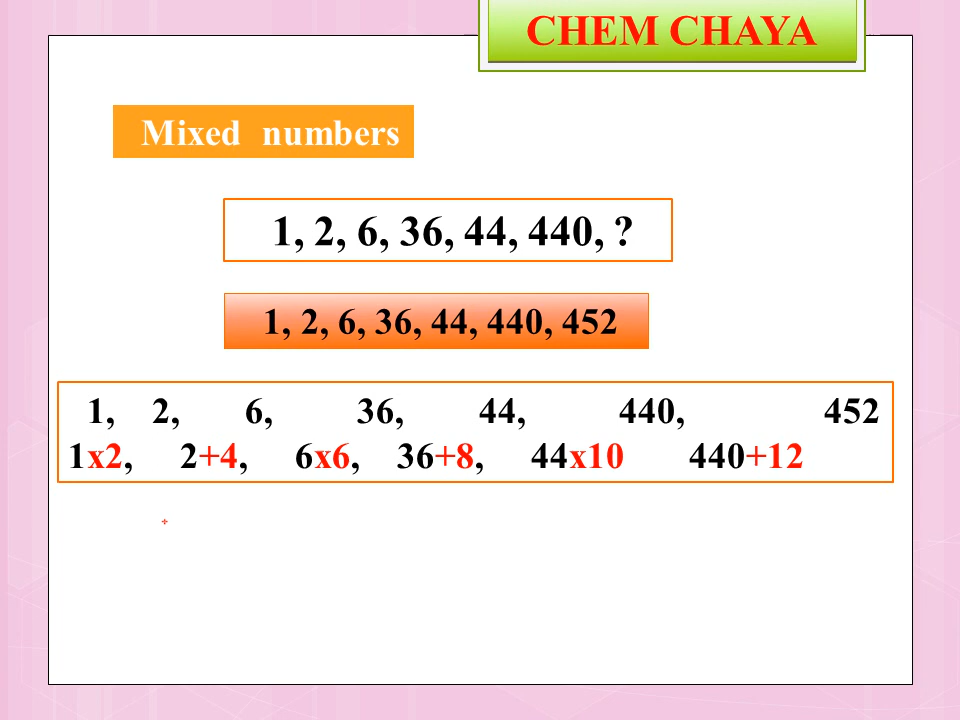 CHEM CHAYA
Mixed numbers
1, 2, 6, 36, 44, 440, ?
1, 2, 6, 36, 44, 440, 452
1, 2, 6, 36, 44, 440, 452
1x2, 2+4, 6x6, 36+8, 44x10 440+12